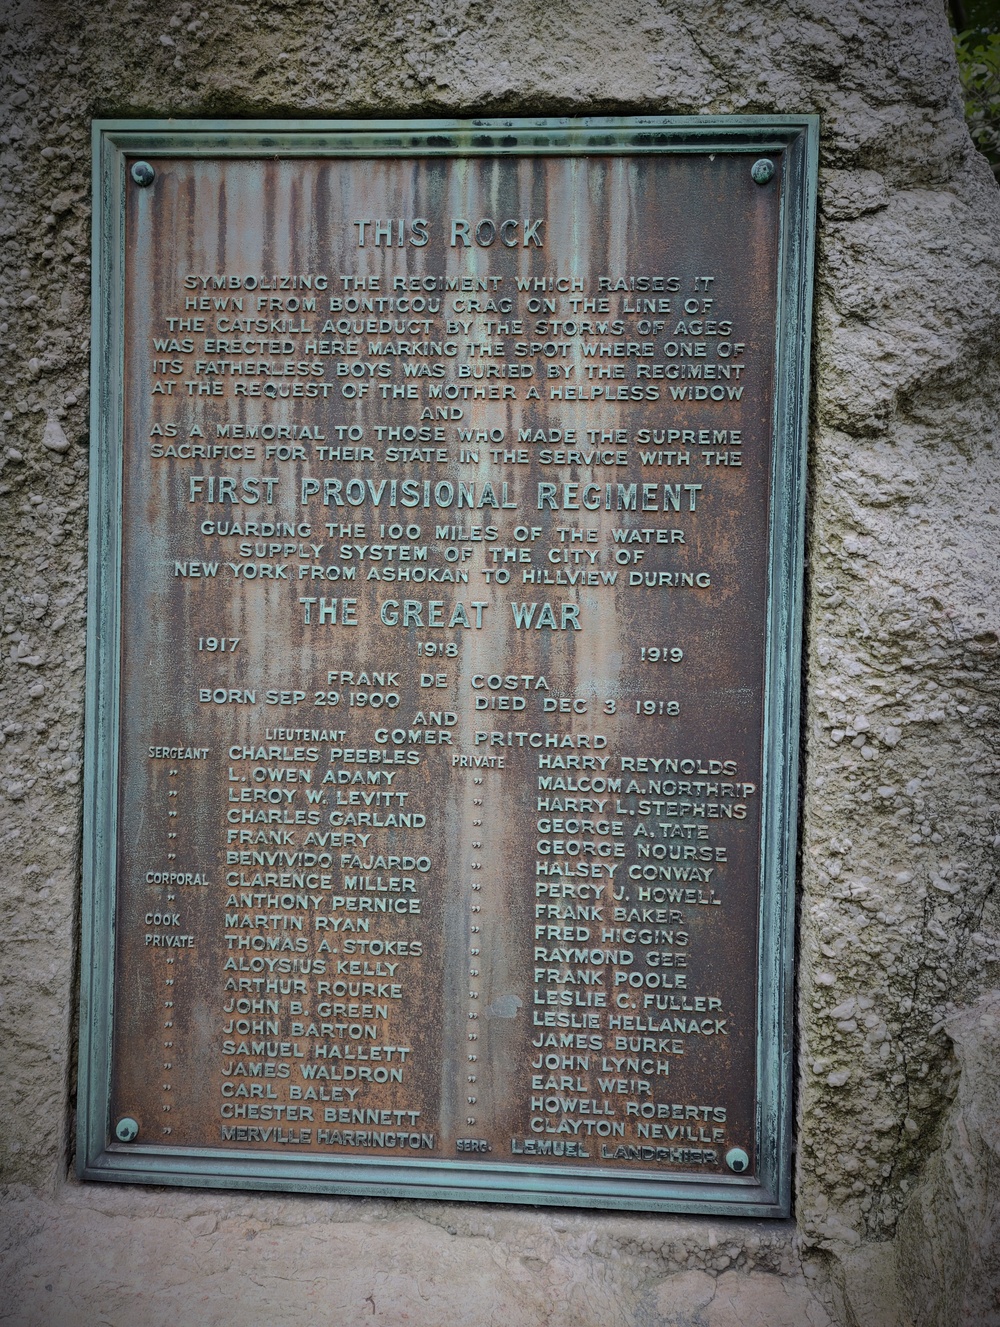 THIS ROCK
SYMBOLIZING THE REGIMENT WHICH RAISES IT
HEWN FROM BONTICOU CRAG ON THE LINE OF
THE CATSKILL AQUEDUCT BY THE STORMS OF AGES
WAS ERECTED HERE MARKING THE SPOT WHERE ONE OF
ITS FATHERLESS BOYS WAS BURIED BY THE REGIMENT
AT THE REQUEST OF THE MOTHER A HELPLESS WIDOW
AND
AS A MEMORIAL TO THOSE WHO MADE THE SUPREME
SACRIFICE FOR THEIR STATE IN THE SERVICE WITH THE
FIRST PROVISIONAL REGIMENT
GUARDING THE 100 MILES OF THE WATER
SUPPLY SYSTEM OF THE CITY OF
NEW YORK FROM ASHOKAN TO HILLVIEW DURING
THE GREAT WAR
1917 1918 1919
FRANK DE COSTA
BORN SEP 29 1900 DIED DEC 3 1918
AND
LIEUTENANT GOMER PRITCHARD
SERGEANT CHARLES PEEBLES
" L. OWEN ADAMY
" LEROY W. LEVITT
" CHARLES GARLAND
" FRANK AVERY
" BENVIVIDO FAJARDO
CORPORAL CLARENCE MILLER
" ANTHONY PERNICE
COOK MARTIN RYAN
PRIVATE THOMAS A. STOKES
" ALOYSIUS KELLY
" ARTHUR ROURKE
" JOHN B. GREEN
" JOHN BARTON
" SAMUEL HALLETT
" JAMES WALDRON
" CARL BALEY
" CHESTER BENNETT
" MERVILLE HARRINGTON
PRIVATE HARRY REYNOLDS
" MALCOM A. NORTHRIP
" HARRY L. STEPHENS
" GEORGE A. TATE
" GEORGE NOURSE
" HALSEY CONWAY
" PERCY J. HOWELL
" FRANK BAKER
" FRED HIGGINS
" RAYMOND GEE
" FRANK POOLE
" LESLIE C. FULLER
" LESLIE HELLANACK
" JAMES BURKE
" JOHN LYNCH
" EARL WEIR
" HOWELL ROBERTS
" CLAYTON NEVILLE
SERG. LEMUEL LANDPHIER